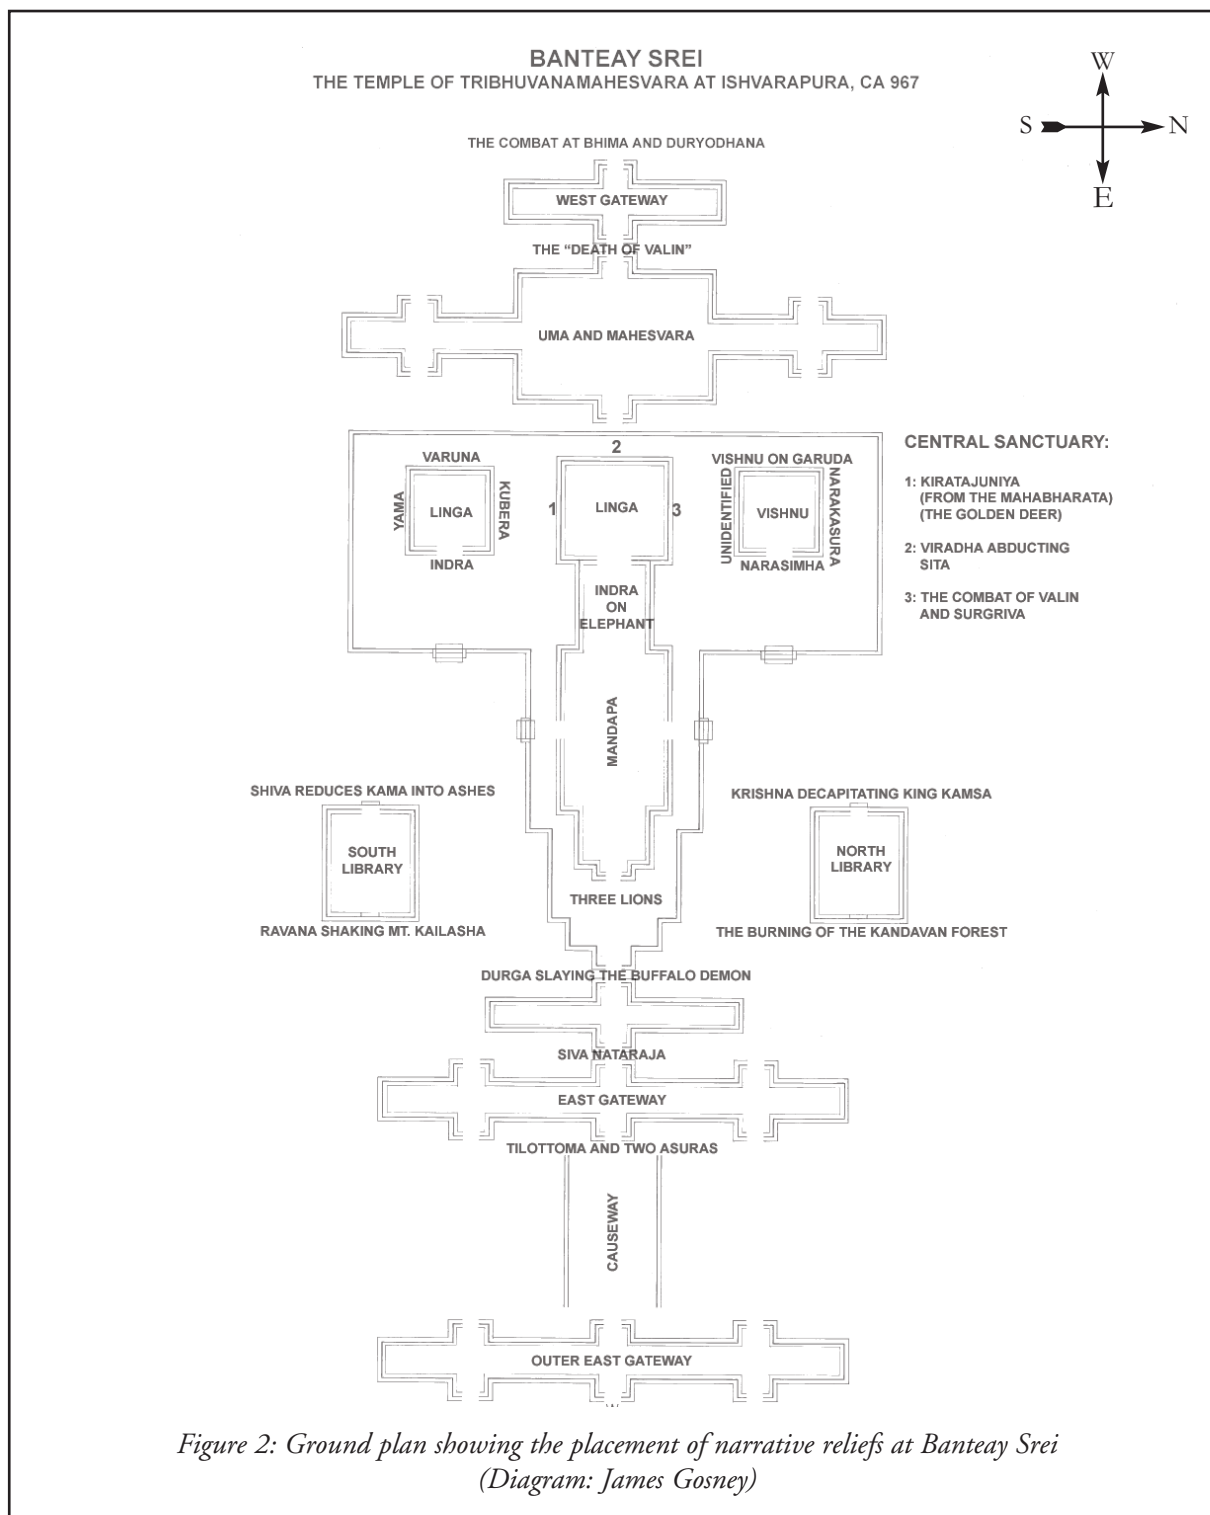 BANTEAY SREI
THE TEMPLE OF TRIBHUVANAMAHESVARA AT ISHVARAPURA, CA 967
W
S
N
E
THE COMBAT AT BHIMA AND DURYODHANA
WEST GATEWAY
THE “DEATH OF VALIN”
UMA AND MAHESVARA
CENTRAL SANCTUARY:
1: KIRATAJUNIYA
(FROM THE MAHABHARATA)
(THE GOLDEN DEER)
2: VIRADHA ABDUCTING
SITA
3: THE COMBAT OF VALIN
AND SURGRIVA
VARUNA
YAMA
LINGA
KUBERA
INDRA
2
1
LINGA
3
VISHNU ON GARUDA
UNIDENTIFIED
VISHNU
NARAKASURA
NARASIMHA
INDRA
ON
ELEPHANT
MANDAPA
SHIVA REDUCES KAMA INTO ASHES
SOUTH
LIBRARY
RAVANA SHAKING MT. KAILASHA
KRISHNA DECAPITATING KING KAMSA
NORTH
LIBRARY
THE BURNING OF THE KANDAVAN FOREST
THREE LIONS
DURGA SLAYING THE BUFFALO DEMON
SIVA NATARAJA
EAST GATEWAY
TILOTTOMA AND TWO ASURAS
CAUSEWAY
OUTER EAST GATEWAY
Figure 2: Ground plan showing the placement of narrative reliefs at Banteay Srei
(Diagram: James Gosney)